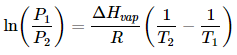 ln(P₁/P₂) = ΔH_vap/R (1/T₂ − 1/T₁)